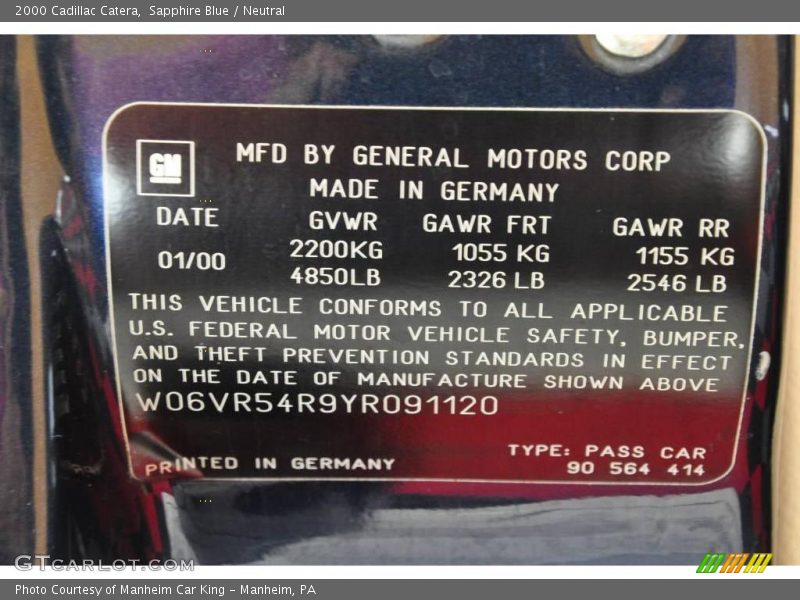 2000 Cadillac Catera, Sapphire Blue / Neutral
GM
MFD BY GENERAL MOTORS CORP
MADE IN GERMANY
DATE GVWR GAWR FRT GAWR RR
01/00 2200KG 1055 KG 1155 KG
4850LB 2326 LB 2546 LB
THIS VEHICLE CONFORMS TO ALL APPLICABLE
U.S. FEDERAL MOTOR VEHICLE SAFETY, BUMPER,
AND THEFT PREVENTION STANDARDS IN EFFECT
ON THE DATE OF MANUFACTURE SHOWN ABOVE
W06VR54R9YR091120
TYPE: PASS CAR
PRINTED IN GERMANY 90 564 414
GTCARLOT.COM
Photo Courtesy of Manheim Car King - Manheim, PA